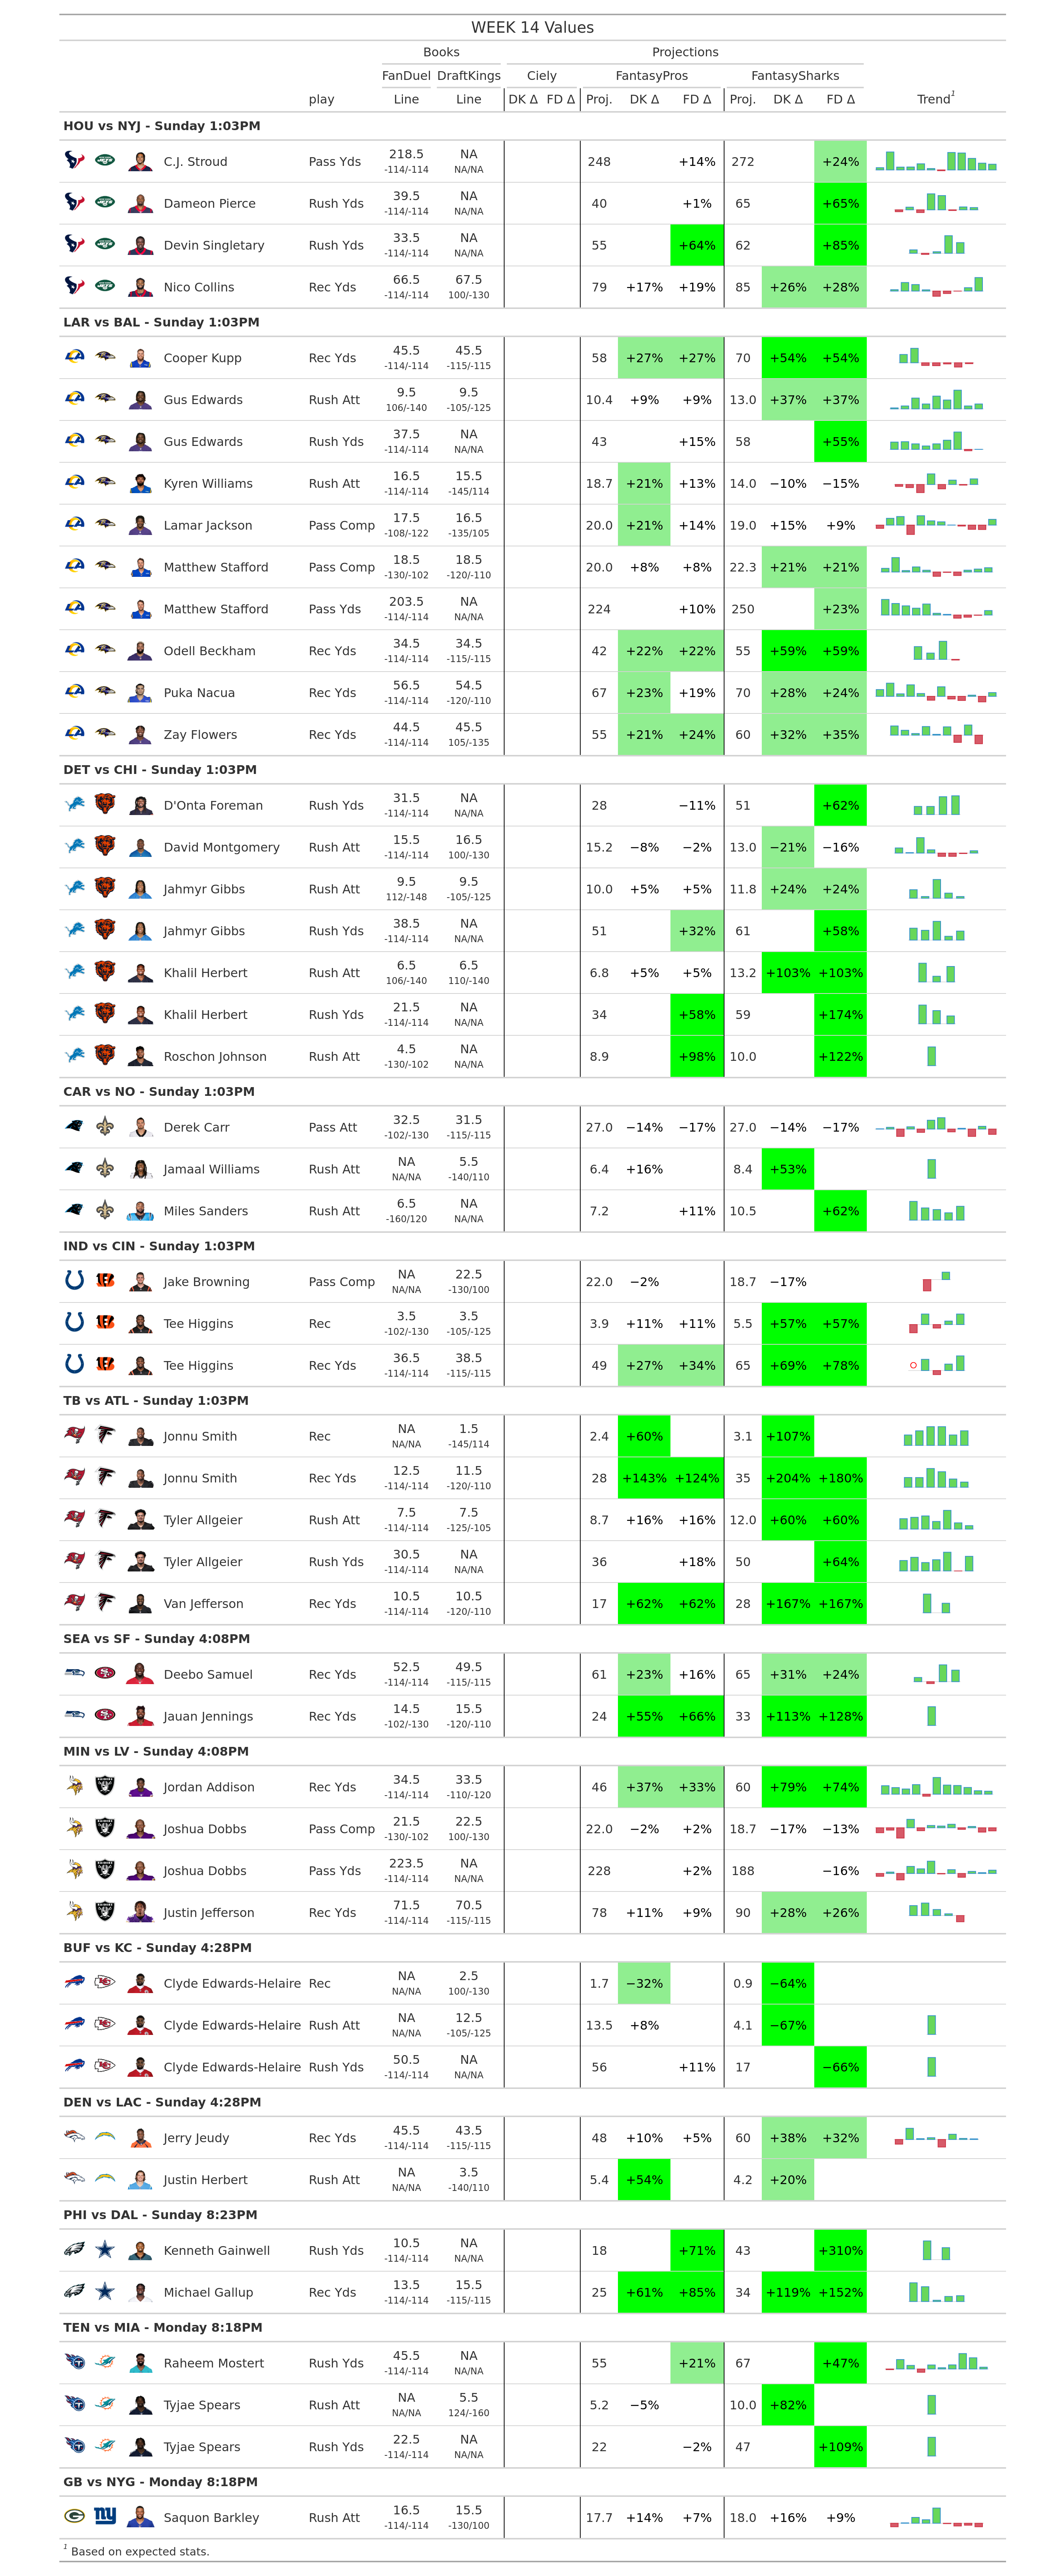 WEEK 14 Values
Books Projections
FanDuel DraftKings Ciely FantasyPros FantasySharks
play Line Line DK Δ FD Δ Proj. DK Δ FD Δ Proj. DK Δ FD Δ Trend1
HOU vs NYJ - Sunday 1:03PM
C.J. Stroud Pass Yds 218.5 NA 248 +14% 272 +24%
-114/-114 NA/NA
Dameon Pierce Rush Yds 39.5 NA 40 +1% 65 +65%
-114/-114 NA/NA
Devin Singletary Rush Yds 33.5 NA 55 +64% 62 +85%
-114/-114 NA/NA
Nico Collins Rec Yds 66.5 67.5 79 +17% +19% 85 +26% +28%
-114/-114 100/-130
LAR vs BAL - Sunday 1:03PM
Cooper Kupp Rec Yds 45.5 45.5 58 +27% +27% 70 +54% +54%
-114/-114 -115/-115
Gus Edwards Rush Att 9.5 9.5 10.4 +9% +9% 13.0 +37% +37%
106/-140 -105/-125
Gus Edwards Rush Yds 37.5 NA 43 +15% 58 +55%
-114/-114 NA/NA
Kyren Williams Rush Att 16.5 15.5 18.7 +21% +13% 14.0 −10% −15%
-114/-114 -145/114
Lamar Jackson Pass Comp 17.5 16.5 20.0 +21% +14% 19.0 +15% +9%
-108/-122 -135/105
Matthew Stafford Pass Comp 18.5 18.5 20.0 +8% +8% 22.3 +21% +21%
-130/-102 -120/-110
Matthew Stafford Pass Yds 203.5 NA 224 +10% 250 +23%
-114/-114 NA/NA
Odell Beckham Rec Yds 34.5 34.5 42 +22% +22% 55 +59% +59%
-114/-114 -115/-115
Puka Nacua Rec Yds 56.5 54.5 67 +23% +19% 70 +28% +24%
-114/-114 -120/-110
Zay Flowers Rec Yds 44.5 45.5 55 +21% +24% 60 +32% +35%
-114/-114 105/-135
DET vs CHI - Sunday 1:03PM
D'Onta Foreman Rush Yds 31.5 NA 28 −11% 51 +62%
-114/-114 NA/NA
David Montgomery Rush Att 15.5 16.5 15.2 −8% −2% 13.0 −21% −16%
-114/-114 100/-130
Jahmyr Gibbs Rush Att 9.5 9.5 10.0 +5% +5% 11.8 +24% +24%
112/-148 -105/-125
Jahmyr Gibbs Rush Yds 38.5 NA 51 +32% 61 +58%
-114/-114 NA/NA
Khalil Herbert Rush Att 6.5 6.5 6.8 +5% +5% 13.2 +103% +103%
106/-140 110/-140
Khalil Herbert Rush Yds 21.5 NA 34 +58% 59 +174%
-114/-114 NA/NA
Roschon Johnson Rush Att 4.5 NA 8.9 +98% 10.0 +122%
-130/-102 NA/NA
CAR vs NO - Sunday 1:03PM
Derek Carr Pass Att 32.5 31.5 27.0 −14% −17% 27.0 −14% −17%
-102/-130 -115/-115
Jamaal Williams Rush Att NA 5.5 6.4 +16% 8.4 +53%
NA/NA -140/110
Miles Sanders Rush Att 6.5 NA 7.2 +11% 10.5 +62%
-160/120 NA/NA
IND vs CIN - Sunday 1:03PM
Jake Browning Pass Comp NA 22.5 22.0 −2% 18.7 −17%
NA/NA -130/100
Tee Higgins Rec 3.5 3.5 3.9 +11% +11% 5.5 +57% +57%
-102/-130 -105/-125
Tee Higgins Rec Yds 36.5 38.5 49 +27% +34% 65 +69% +78%
-114/-114 -115/-115
TB vs ATL - Sunday 1:03PM
Jonnu Smith Rec NA 1.5 2.4 +60% 3.1 +107%
NA/NA -145/114
Jonnu Smith Rec Yds 12.5 11.5 28 +143% +124% 35 +204% +180%
-114/-114 -120/-110
Tyler Allgeier Rush Att 7.5 7.5 8.7 +16% +16% 12.0 +60% +60%
-114/-114 -125/-105
Tyler Allgeier Rush Yds 30.5 NA 36 +18% 50 +64%
-114/-114 NA/NA
Van Jefferson Rec Yds 10.5 10.5 17 +62% +62% 28 +167% +167%
-114/-114 -120/-110
SEA vs SF - Sunday 4:08PM
Deebo Samuel Rec Yds 52.5 49.5 61 +23% +16% 65 +31% +24%
-114/-114 -115/-115
Jauan Jennings Rec Yds 14.5 15.5 24 +55% +66% 33 +113% +128%
-102/-130 -120/-110
MIN vs LV - Sunday 4:08PM
Jordan Addison Rec Yds 34.5 33.5 46 +37% +33% 60 +79% +74%
-114/-114 -110/-120
Joshua Dobbs Pass Comp 21.5 22.5 22.0 −2% +2% 18.7 −17% −13%
-130/-102 100/-130
Joshua Dobbs Pass Yds 223.5 NA 228 +2% 188 −16%
-114/-114 NA/NA
Justin Jefferson Rec Yds 71.5 70.5 78 +11% +9% 90 +28% +26%
-114/-114 -115/-115
BUF vs KC - Sunday 4:28PM
Clyde Edwards-Helaire Rec NA 2.5 1.7 −32% 0.9 −64%
NA/NA 100/-130
Clyde Edwards-Helaire Rush Att NA 12.5 13.5 +8% 4.1 −67%
NA/NA -105/-125
Clyde Edwards-Helaire Rush Yds 50.5 NA 56 +11% 17 −66%
-114/-114 NA/NA
DEN vs LAC - Sunday 4:28PM
Jerry Jeudy Rec Yds 45.5 43.5 48 +10% +5% 60 +38% +32%
-114/-114 -115/-115
Justin Herbert Rush Att NA 3.5 5.4 +54% 4.2 +20%
NA/NA -140/110
PHI vs DAL - Sunday 8:23PM
Kenneth Gainwell Rush Yds 10.5 NA 18 +71% 43 +310%
-114/-114 NA/NA
Michael Gallup Rec Yds 13.5 15.5 25 +61% +85% 34 +119% +152%
-114/-114 -115/-115
TEN vs MIA - Monday 8:18PM
Raheem Mostert Rush Yds 45.5 NA 55 +21% 67 +47%
-114/-114 NA/NA
Tyjae Spears Rush Att NA 5.5 5.2 −5% 10.0 +82%
NA/NA 124/-160
Tyjae Spears Rush Yds 22.5 NA 22 −2% 47 +109%
-114/-114 NA/NA
GB vs NYG - Monday 8:18PM
Saquon Barkley Rush Att 16.5 15.5 17.7 +14% +7% 18.0 +16% +9%
-114/-114 -130/100
1 Based on expected stats.